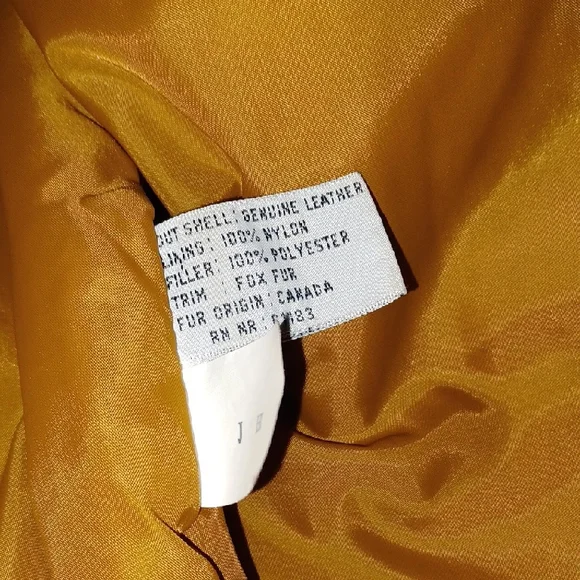 OUT SHELL: GENUINE LEATHER
LINING: 100% NYLON
FILLER: 100% POLYESTER
TRIM FOX FUR
FUR ORIGIN: CANADA
RN NR:
J